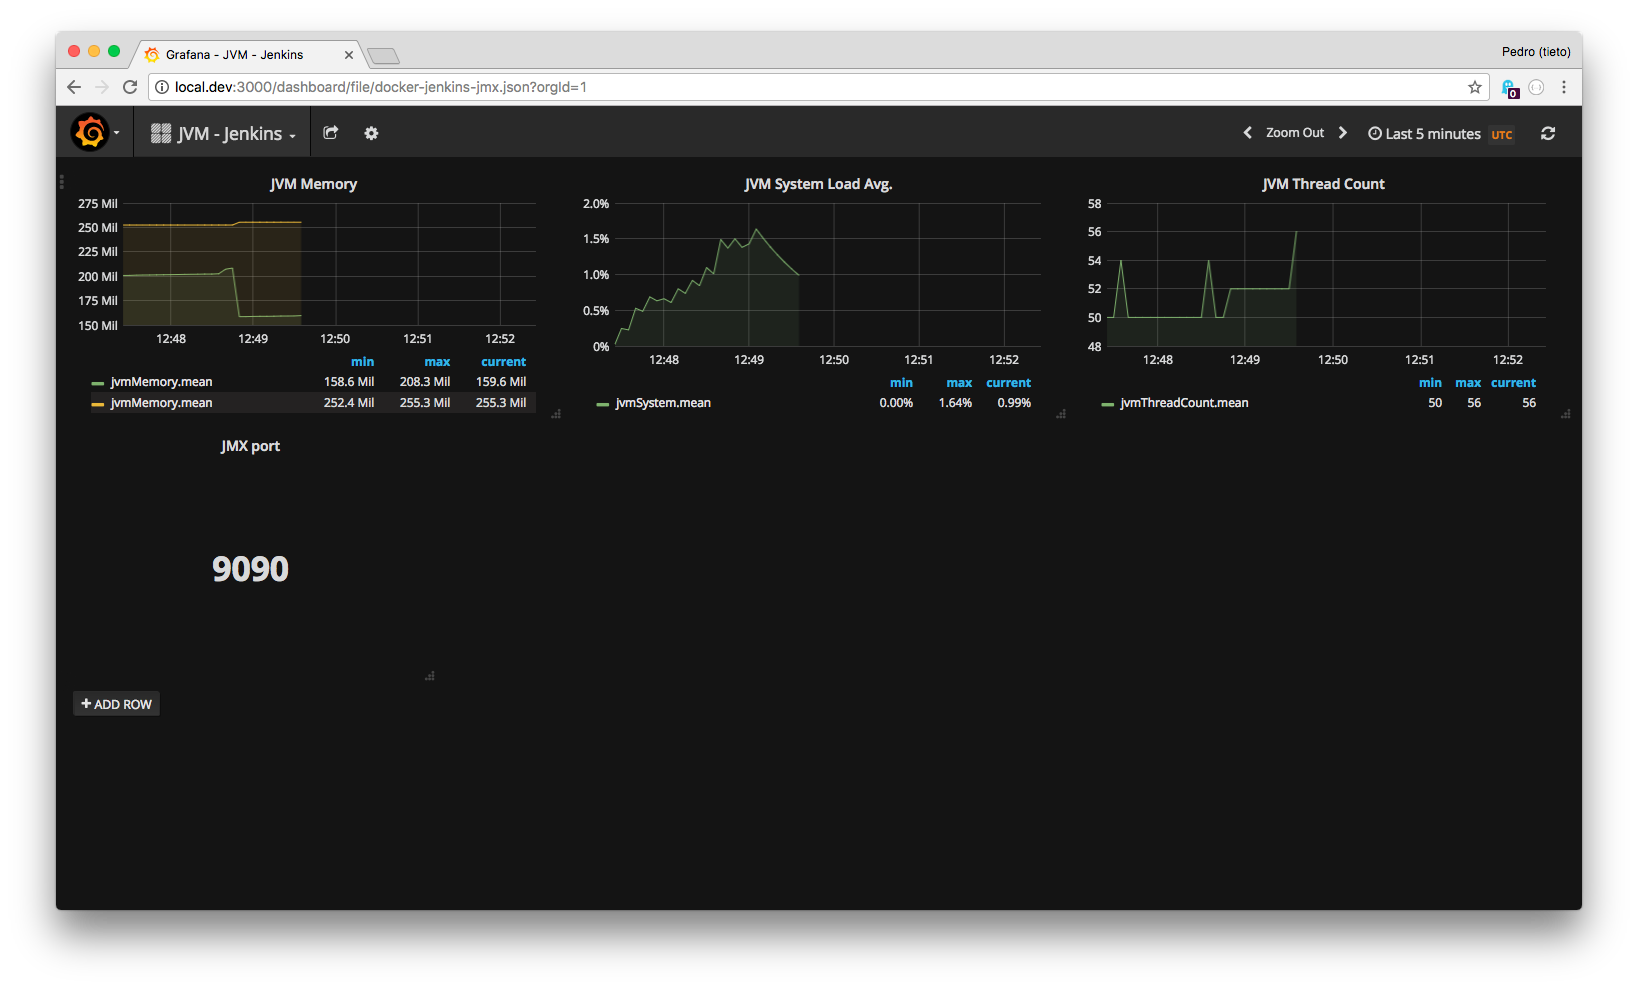 Grafana - JVM - Jenkins
Pedro (tieto)
local.dev:3000/dashboard/file/docker-jenkins-jmx.json?orgId=1
0
JVM - Jenkins
Zoom Out
Last 5 minutes UTC
JVM Memory
275 Mil
250 Mil
225 Mil
200 Mil
175 Mil
150 Mil
12:48 12:49 12:50 12:51 12:52
min max current
jvmMemory.mean 158.6 Mil 208.3 Mil 159.6 Mil
jvmMemory.mean 252.4 Mil 255.3 Mil 255.3 Mil
JVM System Load Avg.
2.0%
1.5%
1.0%
0.5%
0%
12:48 12:49 12:50 12:51 12:52
min max current
jvmSystem.mean 0.00% 1.64% 0.99%
JVM Thread Count
58
56
54
52
50
48
12:48 12:49 12:50 12:51 12:52
min max current
jvmThreadCount.mean 50 56 56
JMX port
9090
+ ADD ROW